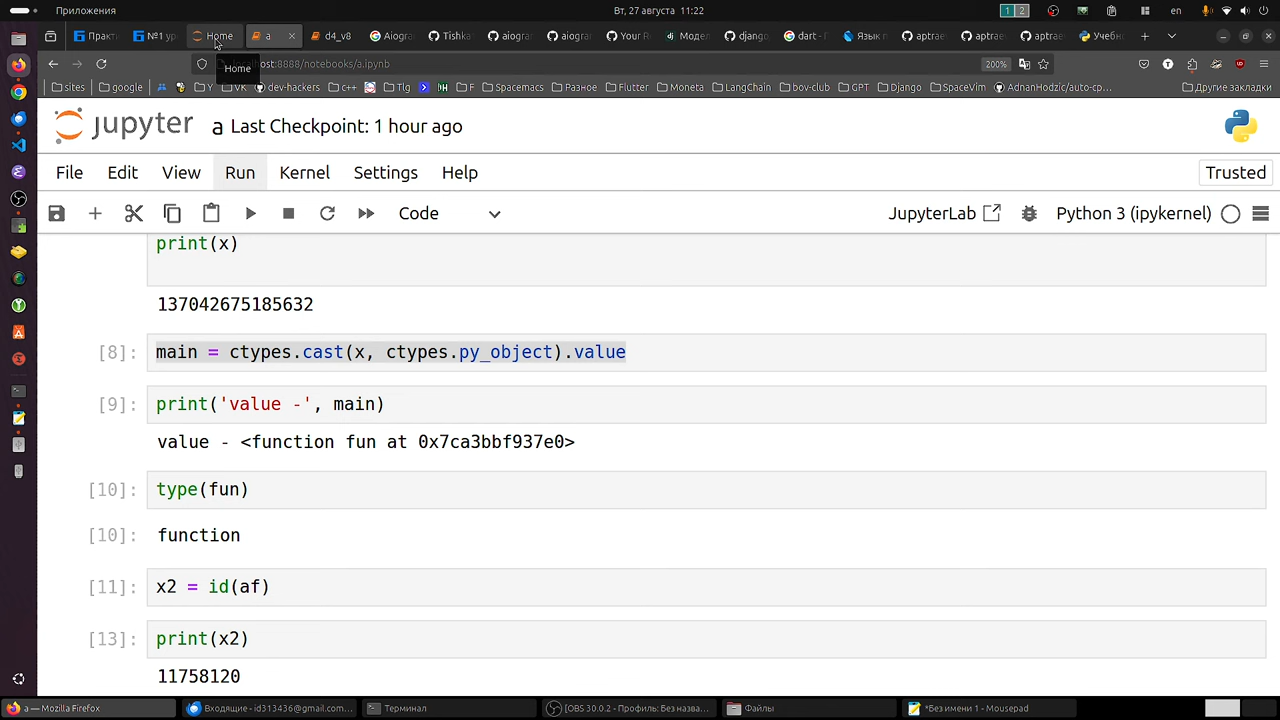 Приложения
Вт, 27 августа 11:22
1 2
en
Практ
№1 ур
Home
a
d4_v8
Aiogra
Tishka
aiogra
aiogra
Your R
Модел
djang
dart -
Язык п
aptrae
aptrae
aptrae
Учебн
localhost:8888/notebooks/a.ipynb
200%
Home
sites
google
Y
VK
dev-hackers
c++
Tlg
H
F
Spacemacs
Разное
Flutter
Moneta
LangChain
bov-club
GPT
Django
SpaceVim
AdnanHodzic/auto-cp…
Другие закладки
jupyter a Last Checkpoint: 1 hour ago
File Edit View Run Kernel Settings Help
Trusted
Code
JupyterLab
Python 3 (ipykernel)
print(x)
137042675185632
[8]: main = ctypes.cast(x, ctypes.py_object).value
[9]: print('value -', main)
value - <function fun at 0x7ca3bbf937e0>
[10]: type(fun)
[10]: function
[11]: x2 = id(af)
[13]: print(x2)
11758120
a — Mozilla Firefox
Входящие - id313436@gmail.com…
Терминал
[OBS 30.0.2 - Профиль: Без назва…
Файлы
*Без имени 1 - Mousepad